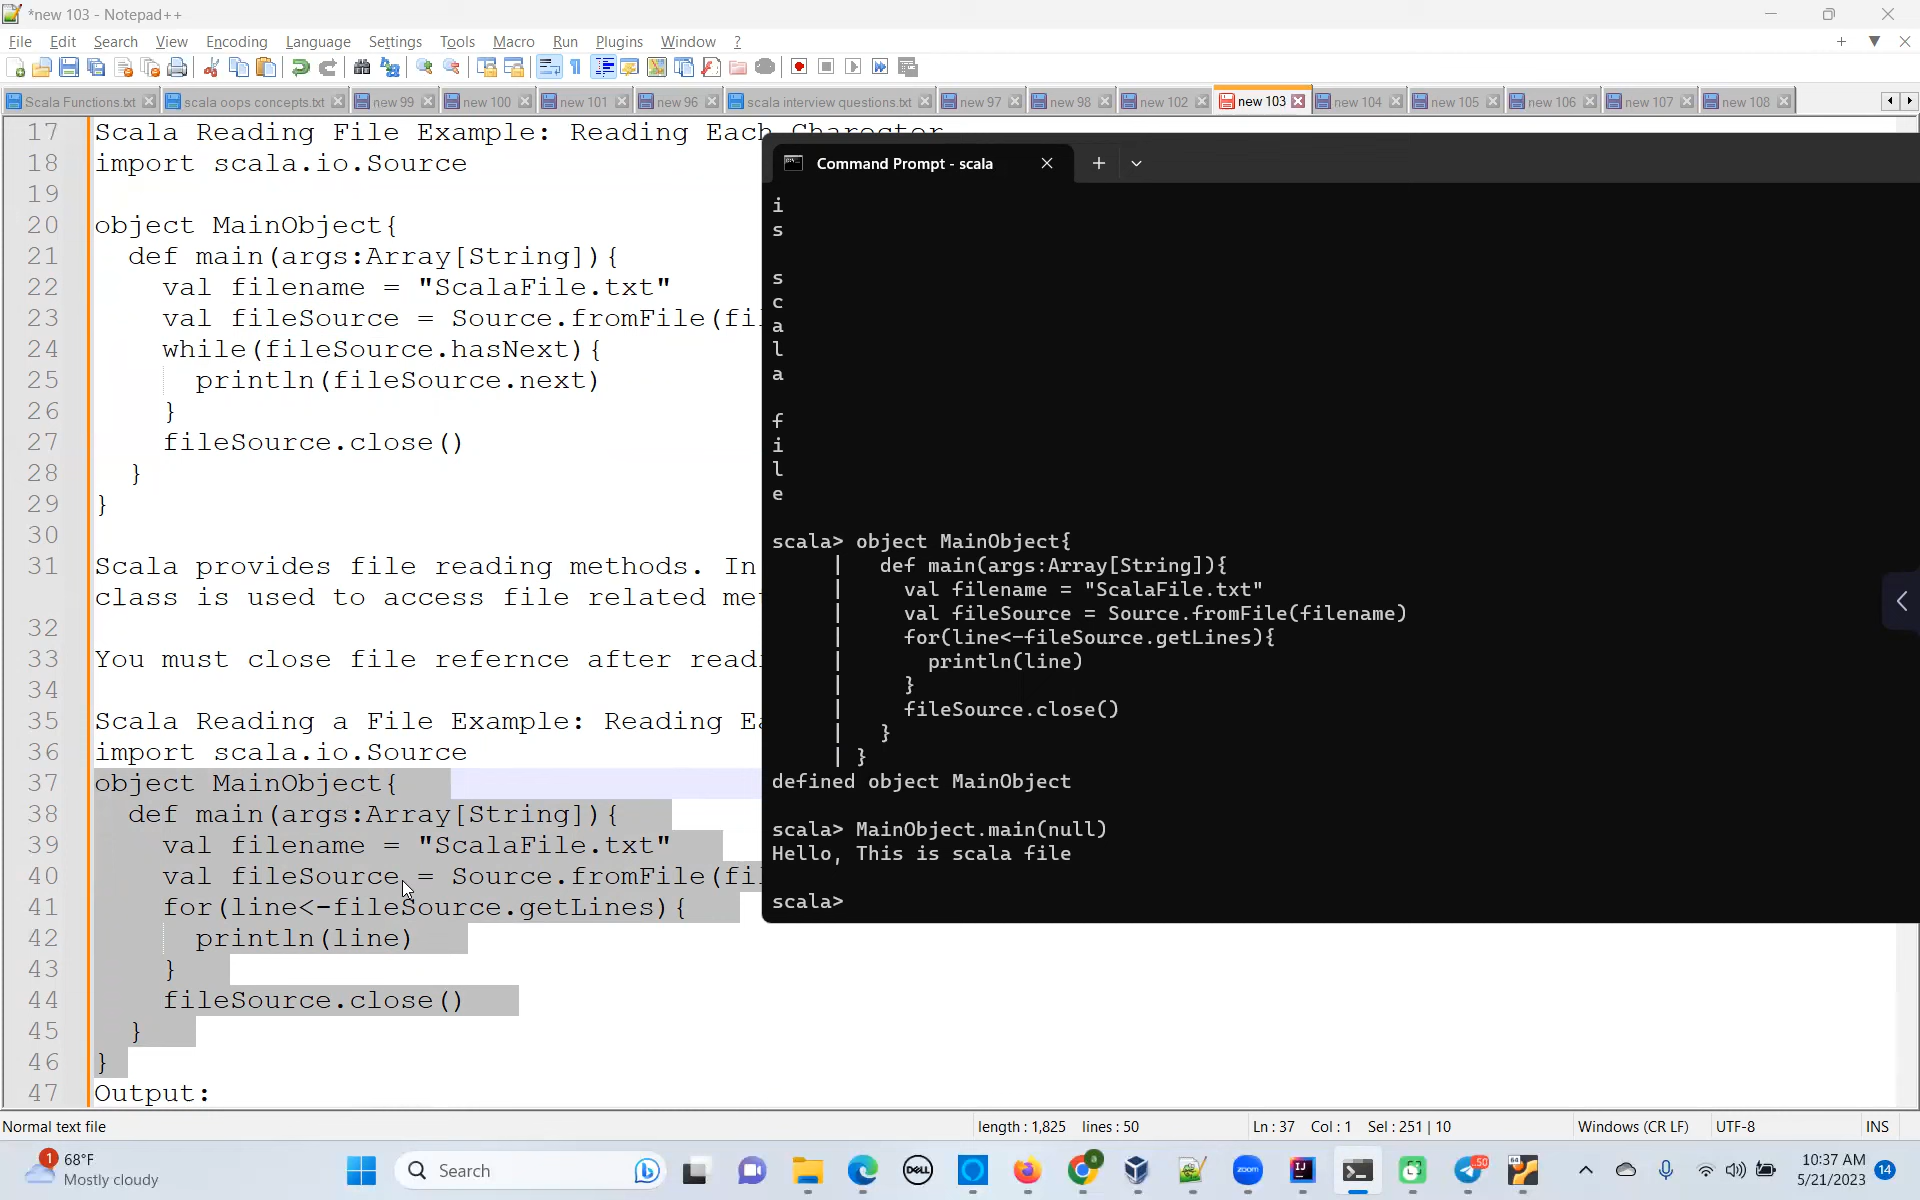 *new 103 - Notepad++
File Edit Search View Encoding Language Settings Tools Macro Run Plugins Window ?
Scala Functions.txt scala oops concepts.txt new 99 new 100 new 101 new 96 scala interview questions.txt new 97 new 98 new 102 new 103 new 104 new 105 new 106 new 107 new 108
17 Scala Reading File Example: Reading Each Charector
18 import scala.io.Source
19
20 object MainObject{
21 def main(args:Array[String]){
22 val filename = "ScalaFile.txt"
23 val fileSource = Source.fromFile(fil
24 while(fileSource.hasNext){
25 println(fileSource.next)
26 }
27 fileSource.close()
28 }
29 }
30
31 Scala provides file reading methods. In
class is used to access file related me
32
33 You must close file refernce after readi
34
35 Scala Reading a File Example: Reading Ea
36 import scala.io.Source
37 object MainObject{
38 def main(args:Array[String]){
39 val filename = "ScalaFile.txt"
40 val fileSource = Source.fromFile(fil
41 for(line<-fileSource.getLines){
42 println(line)
43 }
44 fileSource.close()
45 }
46 }
47 Output:
Command Prompt - scala
i
s
s
c
a
l
a
f
i
l
e
scala> object MainObject{
| def main(args:Array[String]){
| val filename = "ScalaFile.txt"
| val fileSource = Source.fromFile(filename)
| for(line<-fileSource.getLines){
| println(line)
| }
| fileSource.close()
| }
| }
defined object MainObject
scala> MainObject.main(null)
Hello, This is scala file
scala>
Normal text file length : 1,825 lines : 50 Ln : 37 Col : 1 Sel : 251 | 10 Windows (CR LF) UTF-8 INS
1 68°F
Mostly cloudy
Search
DELL
zoom
IJ
50
64
10:37 AM
5/21/2023
14